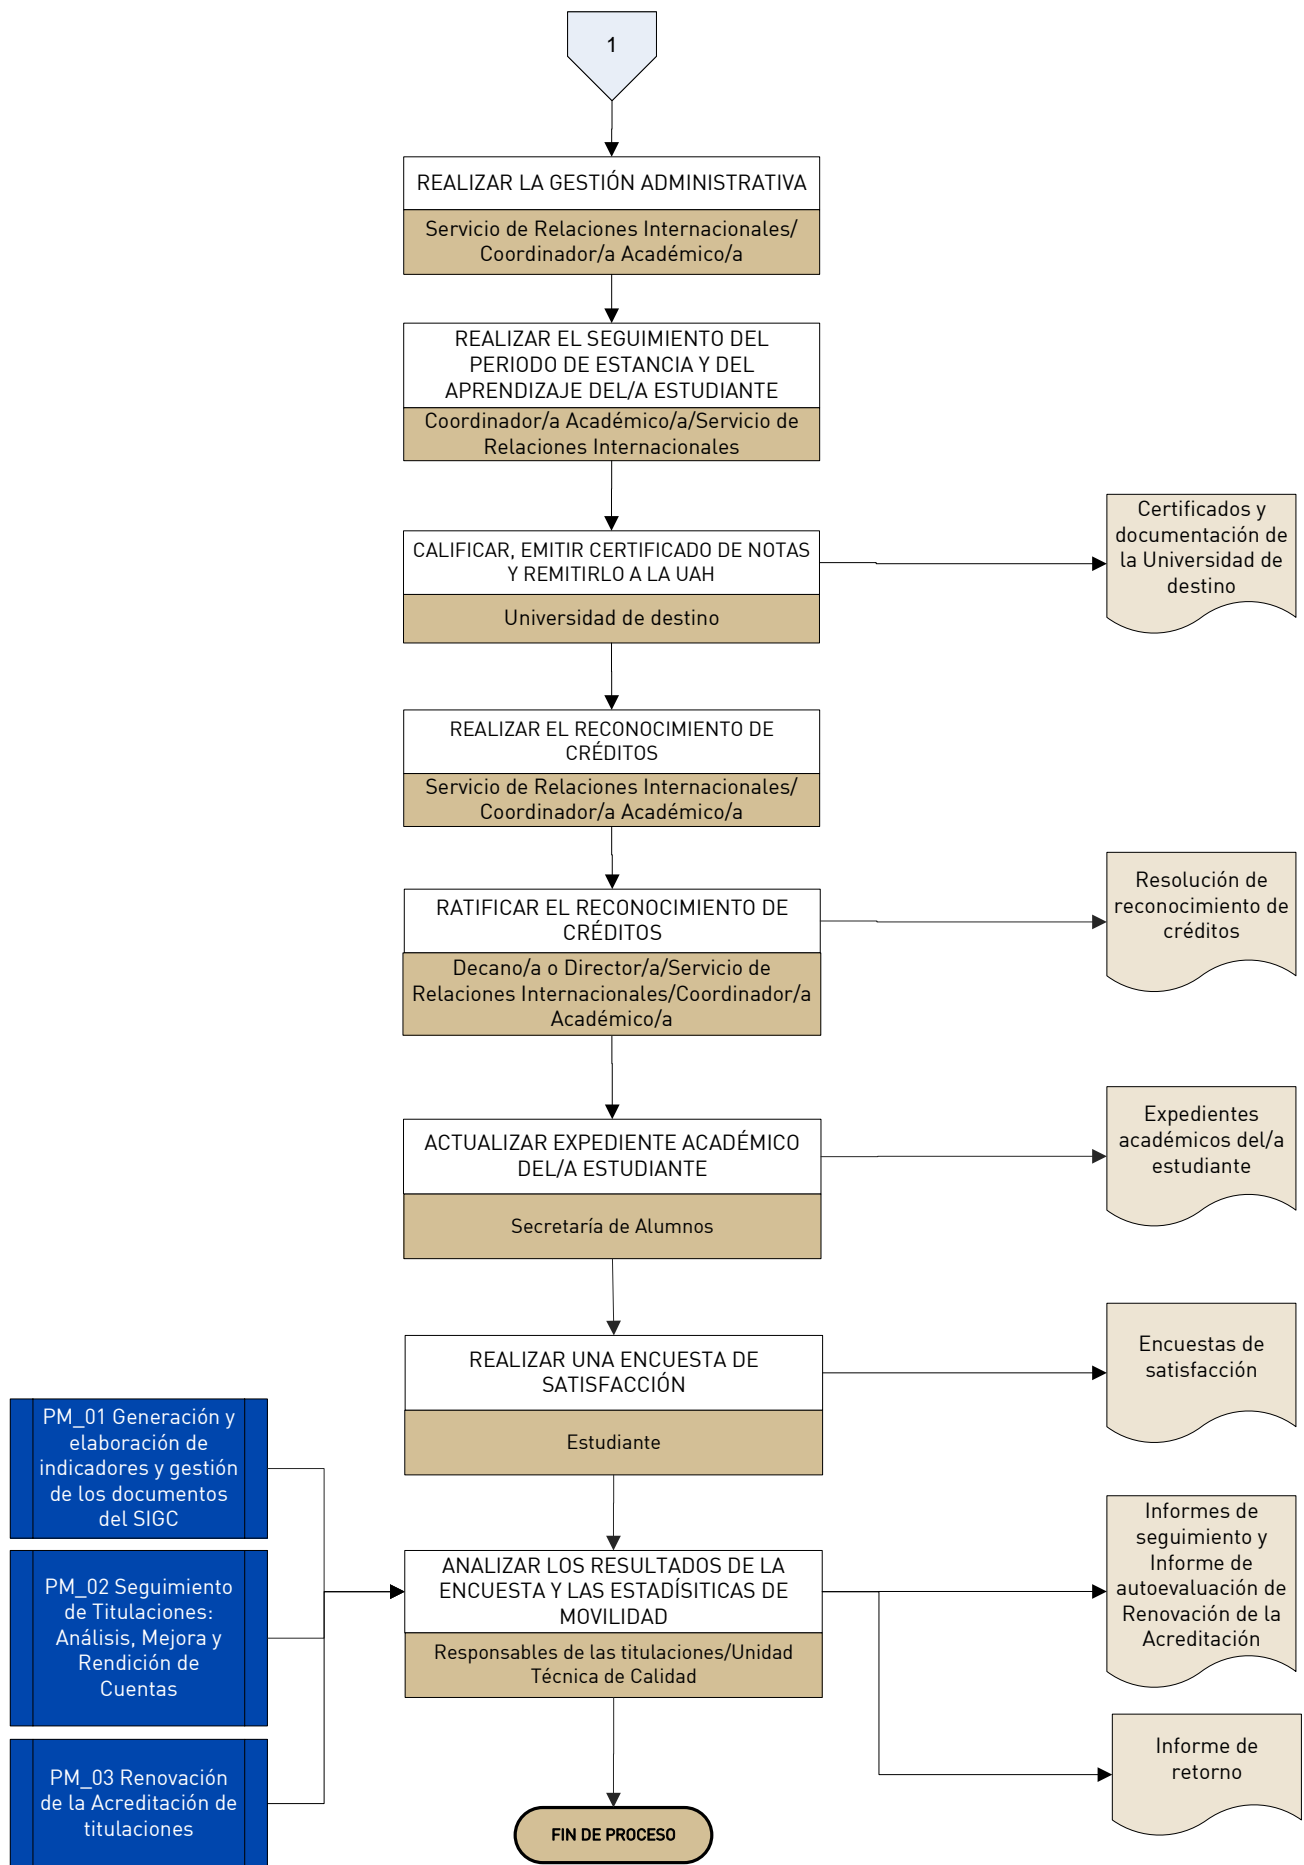 1
REALIZAR LA GESTIÓN ADMINISTRATIVA
Servicio de Relaciones Internacionales/
Coordinador/a Académico/a
REALIZAR EL SEGUIMIENTO DEL
PERIODO DE ESTANCIA Y DEL
APRENDIZAJE DEL/A ESTUDIANTE
Coordinador/a Académico/a/Servicio de
Relaciones Internacionales
CALIFICAR, EMITIR CERTIFICADO DE NOTAS
Y REMITIRLO A LA UAH
Universidad de destino
Certificados y
documentación de
la Universidad de
destino
REALIZAR EL RECONOCIMIENTO DE
CRÉDITOS
Servicio de Relaciones Internacionales/
Coordinador/a Académico/a
RATIFICAR EL RECONOCIMIENTO DE
CRÉDITOS
Decano/a o Director/a/Servicio de
Relaciones Internacionales/Coordinador/a
Académico/a
Resolución de
reconocimiento de
créditos
ACTUALIZAR EXPEDIENTE ACADÉMICO
DEL/A ESTUDIANTE
Secretaría de Alumnos
Expedientes
académicos del/a
estudiante
REALIZAR UNA ENCUESTA DE
SATISFACCIÓN
Estudiante
Encuestas de
satisfacción
PM_01 Generación y
elaboración de
indicadores y gestión
de los documentos
del SIGC
PM_02 Seguimiento
de Titulaciones:
Análisis, Mejora y
Rendición de
Cuentas
PM_03 Renovación
de la Acreditación de
titulaciones
ANALIZAR LOS RESULTADOS DE LA
ENCUESTA Y LAS ESTADÍSITICAS DE
MOVILIDAD
Responsables de las titulaciones/Unidad
Técnica de Calidad
Informes de
seguimiento y
Informe de
autoevaluación de
Renovación de la
Acreditación
Informe de
retorno
FIN DE PROCESO